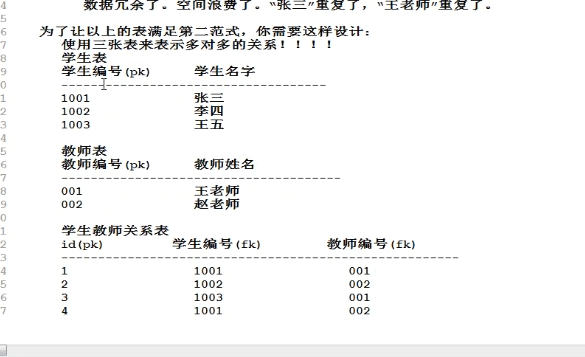 4 数据冗余了。空间浪费了。"张三"重复了，"王老师"重复了。
5
6 为了让以上的表满足第二范式，你需要这样设计：
7 使用三张表来表示多对多的关系！！！！
8 学生表
9 学生编号(pk) 学生名字
0 ------------------------------------
1 1001 张三
2 1002 李四
3 1003 王五
4
5 教师表
6 教师编号(pk) 教师姓名
7 --------------------------------------
8 001 王老师
9 002 赵老师
0
1 学生教师关系表
2 id(pk) 学生编号(fk) 教师编号(fk)
3 ------------------------------------------------------
4 1 1001 001
5 2 1002 002
6 3 1003 001
7 4 1001 002